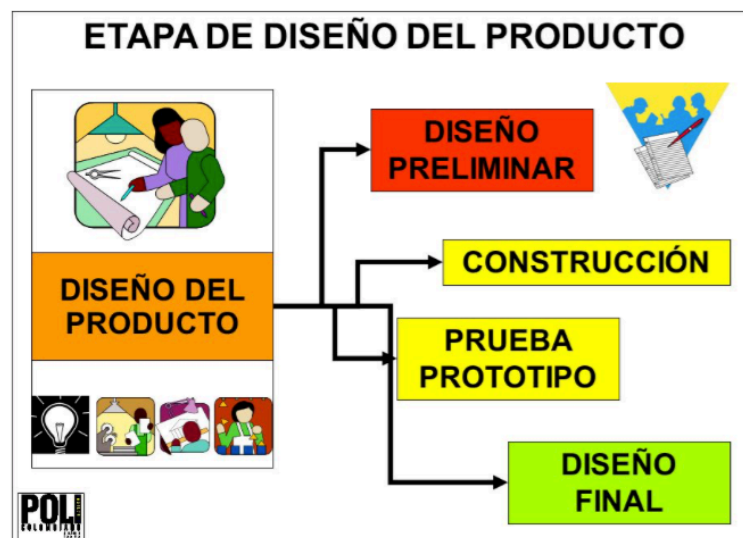 ETAPA DE DISEÑO DEL PRODUCTO
DISEÑO DEL
PRODUCTO
DISEÑO
PRELIMINAR
CONSTRUCCIÓN
PRUEBA
PROTOTIPO
DISEÑO
FINAL
POLI